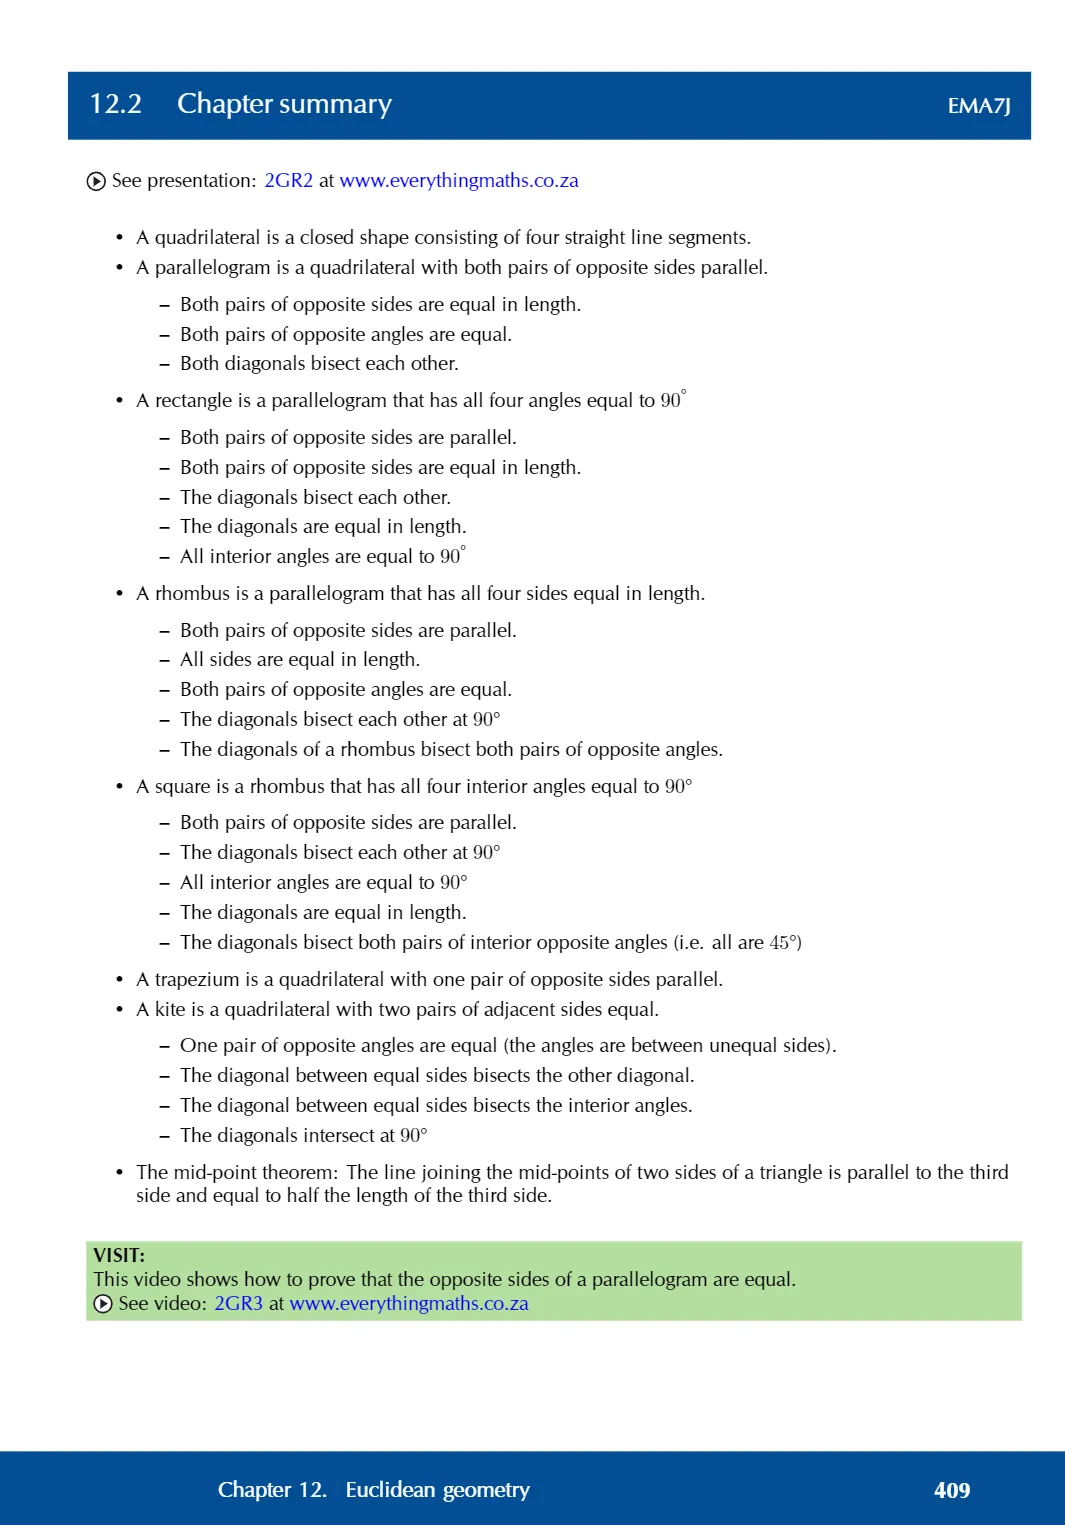 12.2 Chapter summary EMA7J
See presentation: 2GR2 at www.everythingmaths.co.za
• A quadrilateral is a closed shape consisting of four straight line segments.
• A parallelogram is a quadrilateral with both pairs of opposite sides parallel.
– Both pairs of opposite sides are equal in length.
– Both pairs of opposite angles are equal.
– Both diagonals bisect each other.
• A rectangle is a parallelogram that has all four angles equal to 90°
– Both pairs of opposite sides are parallel.
– Both pairs of opposite sides are equal in length.
– The diagonals bisect each other.
– The diagonals are equal in length.
– All interior angles are equal to 90°
• A rhombus is a parallelogram that has all four sides equal in length.
– Both pairs of opposite sides are parallel.
– All sides are equal in length.
– Both pairs of opposite angles are equal.
– The diagonals bisect each other at 90°
– The diagonals of a rhombus bisect both pairs of opposite angles.
• A square is a rhombus that has all four interior angles equal to 90°
– Both pairs of opposite sides are parallel.
– The diagonals bisect each other at 90°
– All interior angles are equal to 90°
– The diagonals are equal in length.
– The diagonals bisect both pairs of interior opposite angles (i.e. all are 45°)
• A trapezium is a quadrilateral with one pair of opposite sides parallel.
• A kite is a quadrilateral with two pairs of adjacent sides equal.
– One pair of opposite angles are equal (the angles are between unequal sides).
– The diagonal between equal sides bisects the other diagonal.
– The diagonal between equal sides bisects the interior angles.
– The diagonals intersect at 90°
• The mid-point theorem: The line joining the mid-points of two sides of a triangle is parallel to the third
side and equal to half the length of the third side.
VISIT:
This video shows how to prove that the opposite sides of a parallelogram are equal.
See video: 2GR3 at www.everythingmaths.co.za
Chapter 12. Euclidean geometry 409